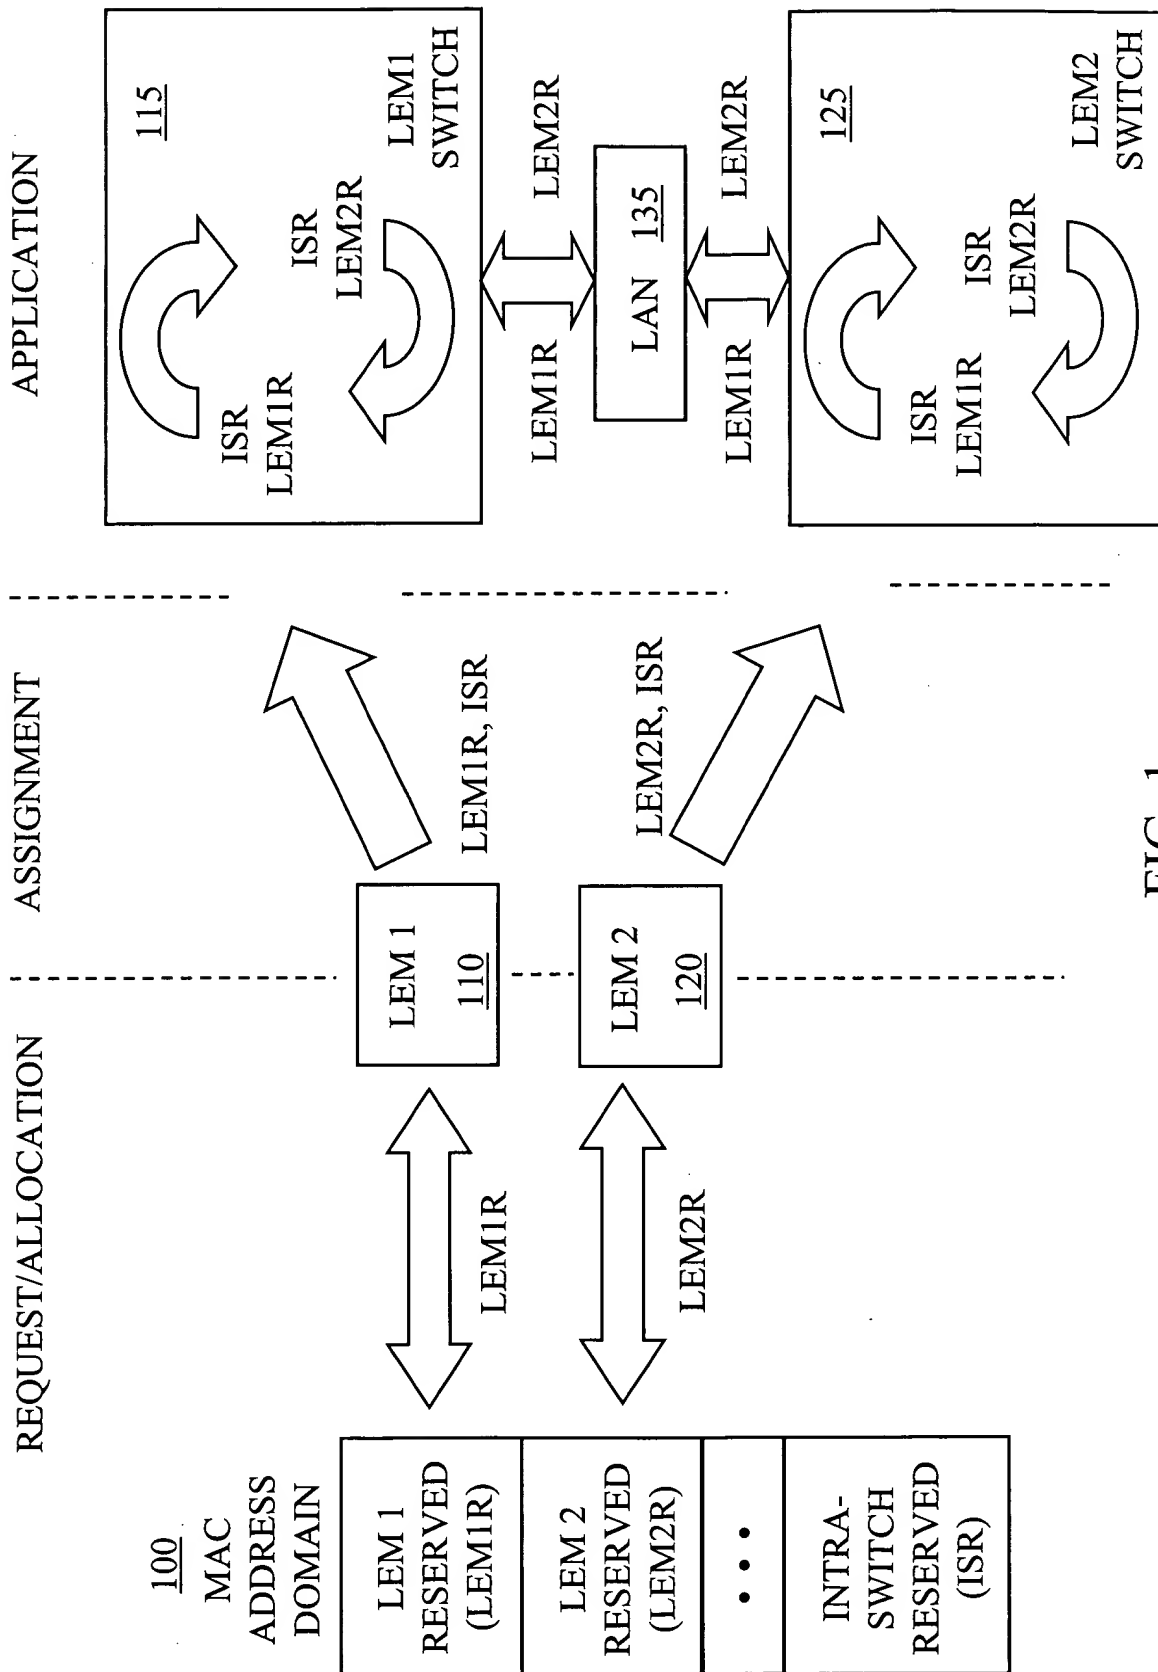 REQUEST/ALLOCATION
ASSIGNMENT
APPLICATION
100
MAC
ADDRESS
DOMAIN
LEM 1
RESERVED
(LEM1R)
LEM 2
RESERVED
(LEM2R)
• • •
INTRA-
SWITCH
RESERVED
(ISR)
LEM1R
LEM2R
LEM 1
110
LEM 2
120
LEM1R, ISR
LEM2R, ISR
115
ISR
LEM1R
ISR
LEM2R
LEM1
SWITCH
LEM1R
LEM2R
LAN 135
LEM1R
LEM2R
125
ISR
LEM1R
ISR
LEM2R
LEM2
SWITCH